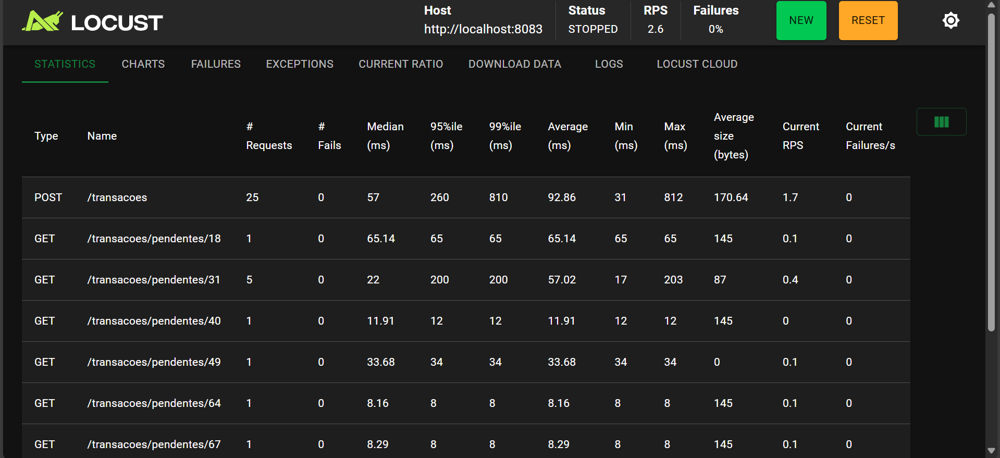 LOCUST
Host
http://localhost:8083
Status
STOPPED
RPS
2.6
Failures
0%
NEW
RESET
STATISTICS CHARTS FAILURES EXCEPTIONS CURRENT RATIO DOWNLOAD DATA LOGS LOCUST CLOUD
Type Name # Requests # Fails Median (ms) 95%ile (ms) 99%ile (ms) Average (ms) Min (ms) Max (ms) Average size (bytes) Current RPS Current Failures/s
POST /transacoes 25 0 57 260 810 92.86 31 812 170.64 1.7 0
GET /transacoes/pendentes/18 1 0 65.14 65 65 65.14 65 65 145 0.1 0
GET /transacoes/pendentes/31 5 0 22 200 200 57.02 17 203 87 0.4 0
GET /transacoes/pendentes/40 1 0 11.91 12 12 11.91 12 12 145 0 0
GET /transacoes/pendentes/49 1 0 33.68 34 34 33.68 34 34 0 0.1 0
GET /transacoes/pendentes/64 1 0 8.16 8 8 8.16 8 8 145 0.1 0
GET /transacoes/pendentes/67 1 0 8.29 8 8 8.29 8 8 145 0.1 0